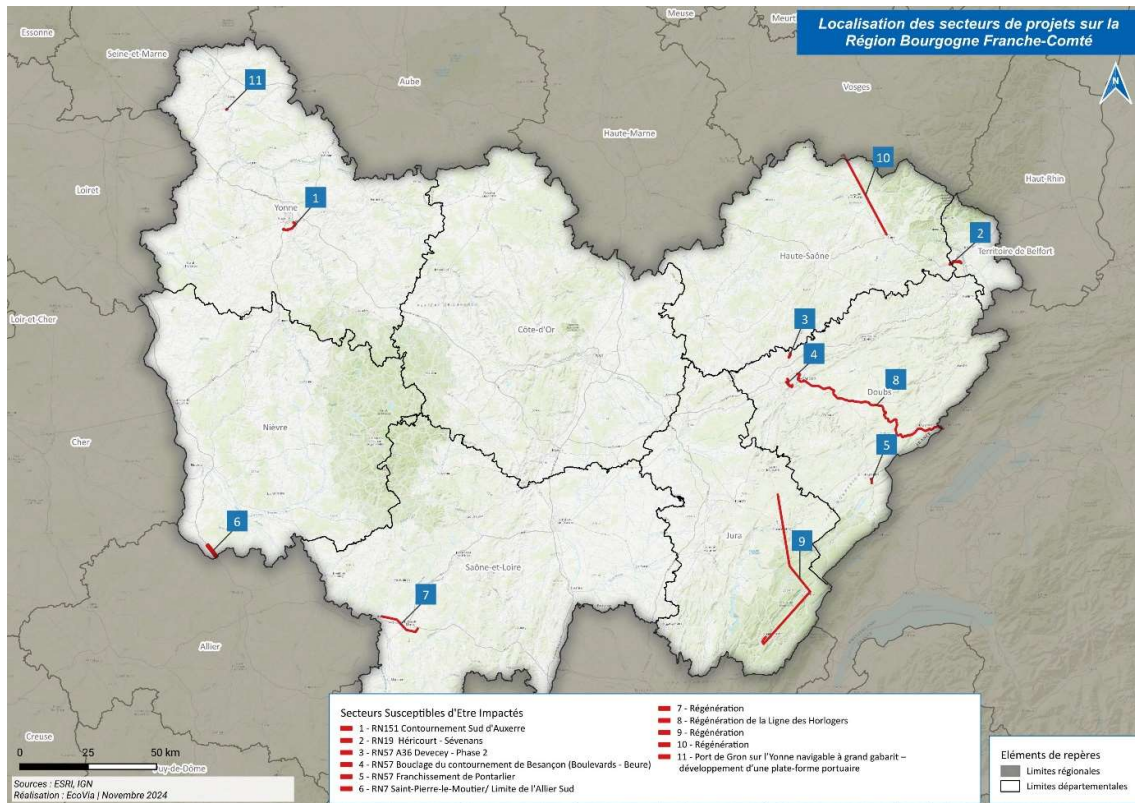 Localisation des secteurs de projets sur la
Région Bourgogne Franche-Comté
N
Essonne
Seine-et-Marne
Aube
Meuse
Vosges
Haute-Marne
Haut-Rhin
Loiret
Loir-et-Cher
Cher
Allier
Creuse
Puy-de-Dôme
Yonne
Nièvre
Côte-d'Or
Saône-et-Loire
Haute-Saône
Territoire de Belfort
Doubs
Jura
11
1
10
2
3
4
8
5
6
9
7
Secteurs Susceptibles d'Etre Impactés
1 - RN151 Contournement Sud d'Auxerre
2 - RN19 Héricourt - Sévenans
3 - RN57 A36 Devecey - Phase 2
4 - RN57 Bouclage du contournement de Besançon (Boulevards - Beure)
5 - RN57 Franchissement de Pontarlier
6 - RN7 Saint-Pierre-le-Moutier/ Limite de l'Allier Sud
7 - Régénération
8 - Régénération de la Ligne des Horlogers
9 - Régénération
10 - Régénération
11 - Port de Gron sur l'Yonne navigable à grand gabarit –
développement d'une plate-forme portuaire
Eléments de repères
Limites régionales
Limites départementales
0 25 50 km
Sources : ESRI, IGN
Réalisation : EcoVia | Novembre 2024